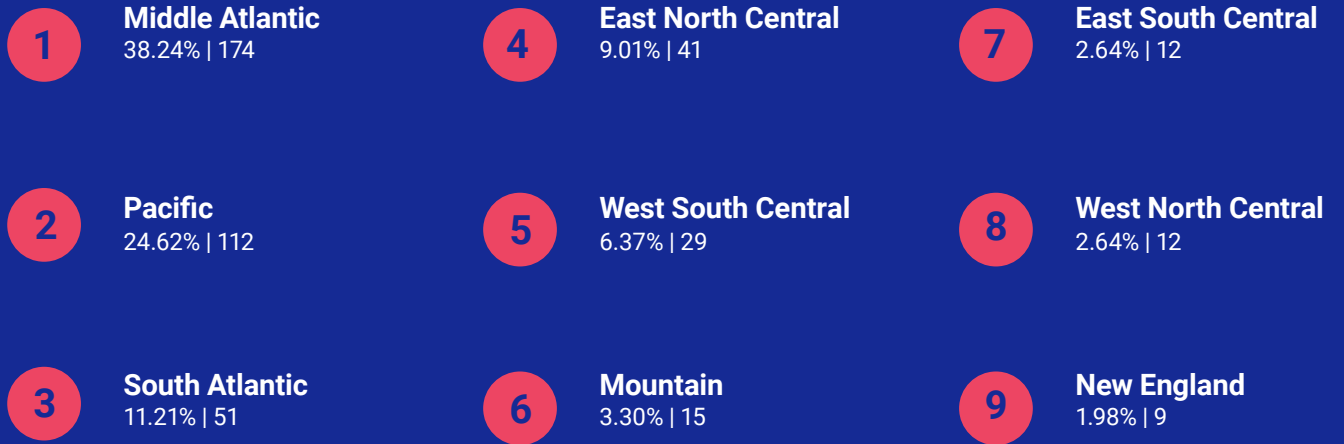 1
Middle Atlantic
38.24% | 174
2
Pacific
24.62% | 112
3
South Atlantic
11.21% | 51
4
East North Central
9.01% | 41
5
West South Central
6.37% | 29
6
Mountain
3.30% | 15
7
East South Central
2.64% | 12
8
West North Central
2.64% | 12
9
New England
1.98% | 9